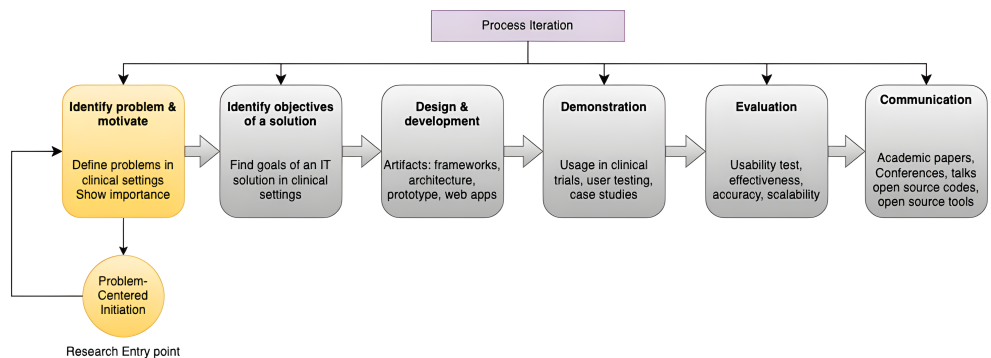 Process Iteration
Identify problem &
motivate
Define problems in
clinical settings
Show importance
Identify objectives
of a solution
Find goals of an IT
solution in clinical
settings
Design &
development
Artifacts: frameworks,
architecture,
prototype, web apps
Demonstration
Usage in clinical
trials, user testing,
case studies
Evaluation
Usability test,
effectiveness,
accuracy, scalability
Communication
Academic papers,
Conferences, talks
open source codes,
open source tools
Problem-
Centered
Initiation
Research Entry point